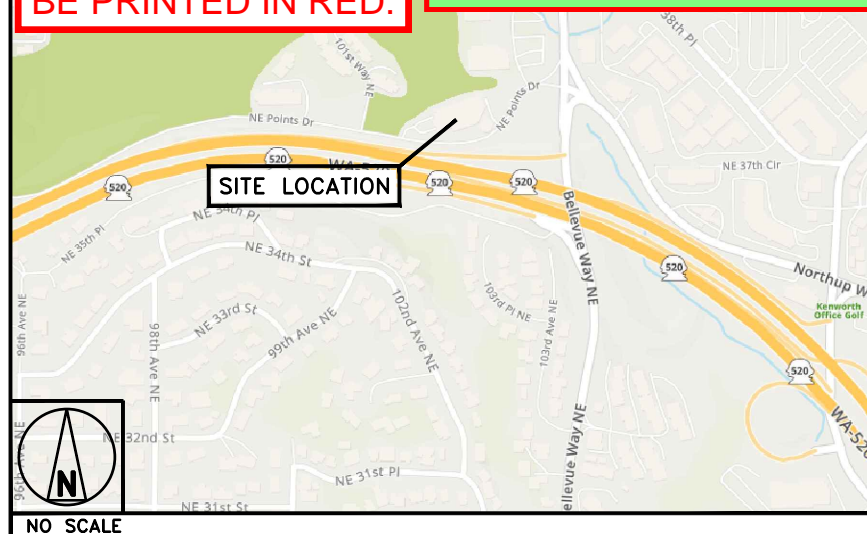 BE PRINTED IN RED.
101st Way NE
38th Pl
NE Points Dr
NE Points Dr
520
520
520
520
520
520
SITE LOCATION
NE 37th Cir
Bellevue Way NE
NE 34th Pl
NE 35th Pl
NE 34th St
Northup W
Kenworth
Office Golf
96th Ave NE
98th Ave NE
NE 33rd St
99th Ave NE
102nd Ave NE
103rd Pl NE
103rd Ave NE
WA-520
NE 32nd St
96th Ave NE
NE 31st Pl
ellevue Way NE
NE 31st St
N
NO SCALE